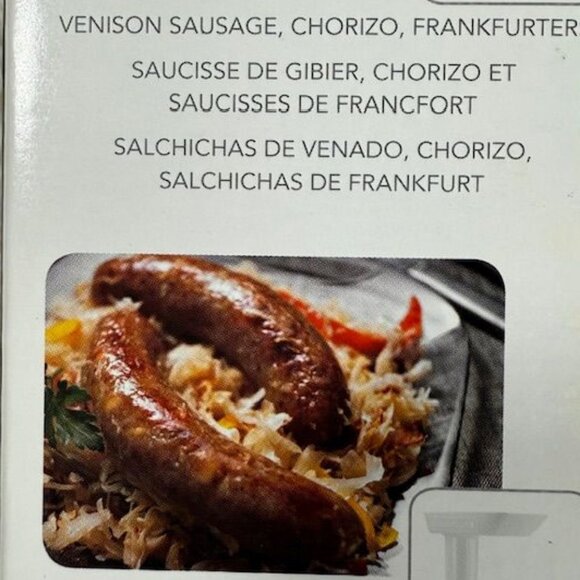 VENISON SAUSAGE, CHORIZO, FRANKFURTER
SAUCISSE DE GIBIER, CHORIZO ET
SAUCISSES DE FRANCFORT
SALCHICHAS DE VENADO, CHORIZO,
SALCHICHAS DE FRANKFURT